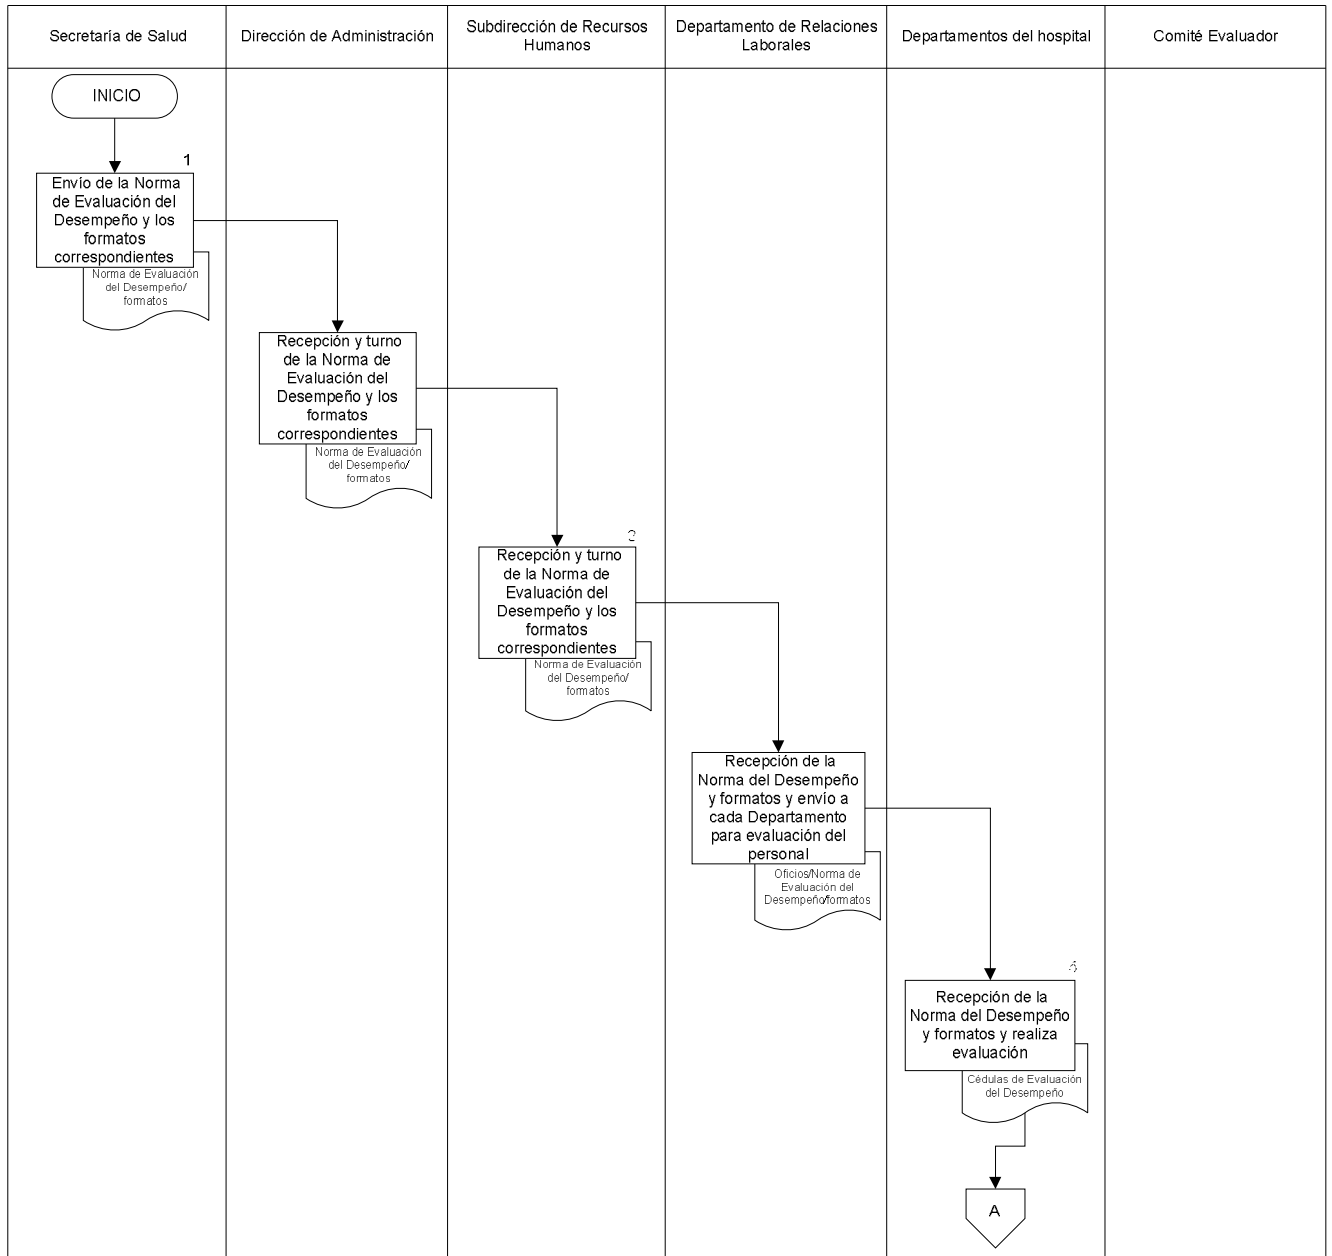 Secretaría de Salud
Dirección de Administración
Subdirección de Recursos
Humanos
Departamento de Relaciones
Laborales
Departamentos del hospital
Comité Evaluador
INICIO
1
Envío de la Norma
de Evaluación del
Desempeño y los
formatos
correspondientes
Norma de Evaluación
del Desempeño/
formatos
Recepción y turno
de la Norma de
Evaluación del
Desempeño y los
formatos
correspondientes
Norma de Evaluación
del Desempeño/
formatos
Recepción y turno
de la Norma de
Evaluación del
Desempeño y los
formatos
correspondientes
Norma de Evaluación
del Desempeño/
formatos
Recepción de la
Norma del Desempeño
y formatos y envío a
cada Departamento
para evaluación del
personal
Oficios/Norma de
Evaluación del
Desempeño/formatos
Recepción de la
Norma del Desempeño
y formatos y realiza
evaluación
Cédulas de Evaluación
del Desempeño
A